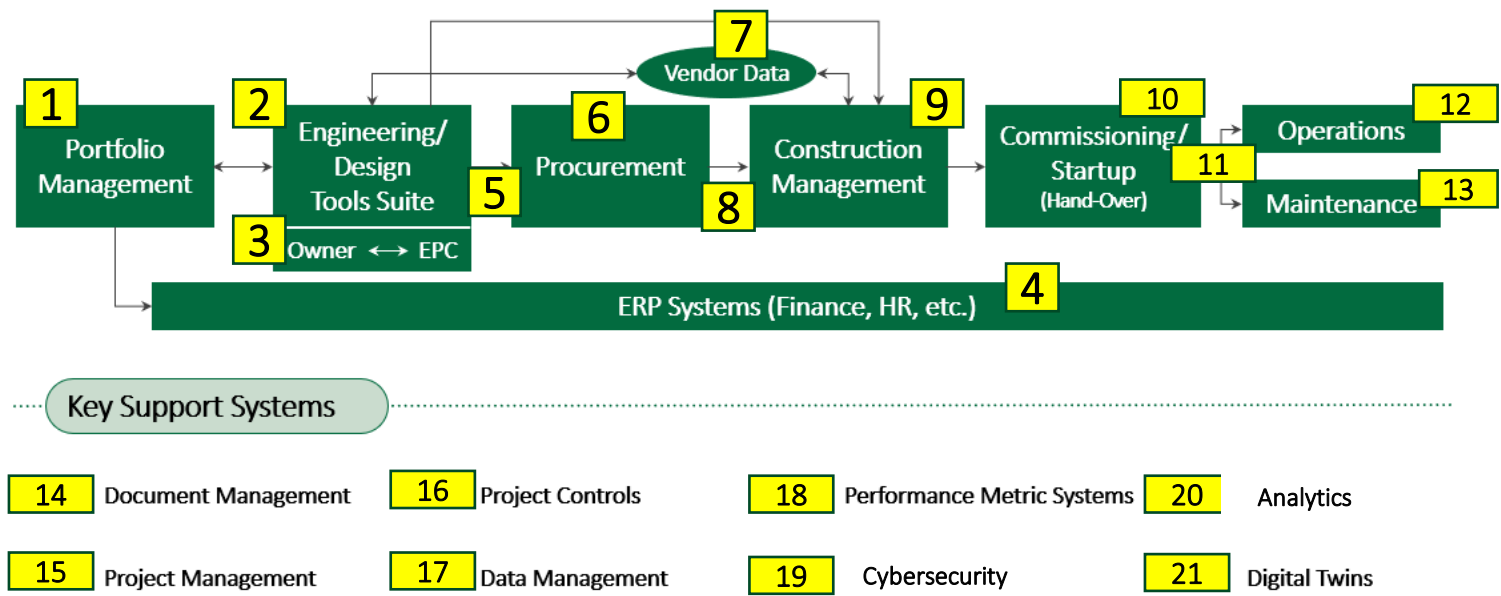 7
Vendor Data
1
Portfolio
Management
2
Engineering/
Design
Tools Suite
3
Owner
EPC
5
6
Procurement
8
9
Construction
Management
10
Commissioning/
Startup
(Hand-Over)
11
12
Operations
13
Maintenance
4
ERP Systems (Finance, HR, etc.)
Key Support Systems
14 Document Management
16 Project Controls
18 Performance Metric Systems
20 Analytics
15 Project Management
17 Data Management
19 Cybersecurity
21 Digital Twins